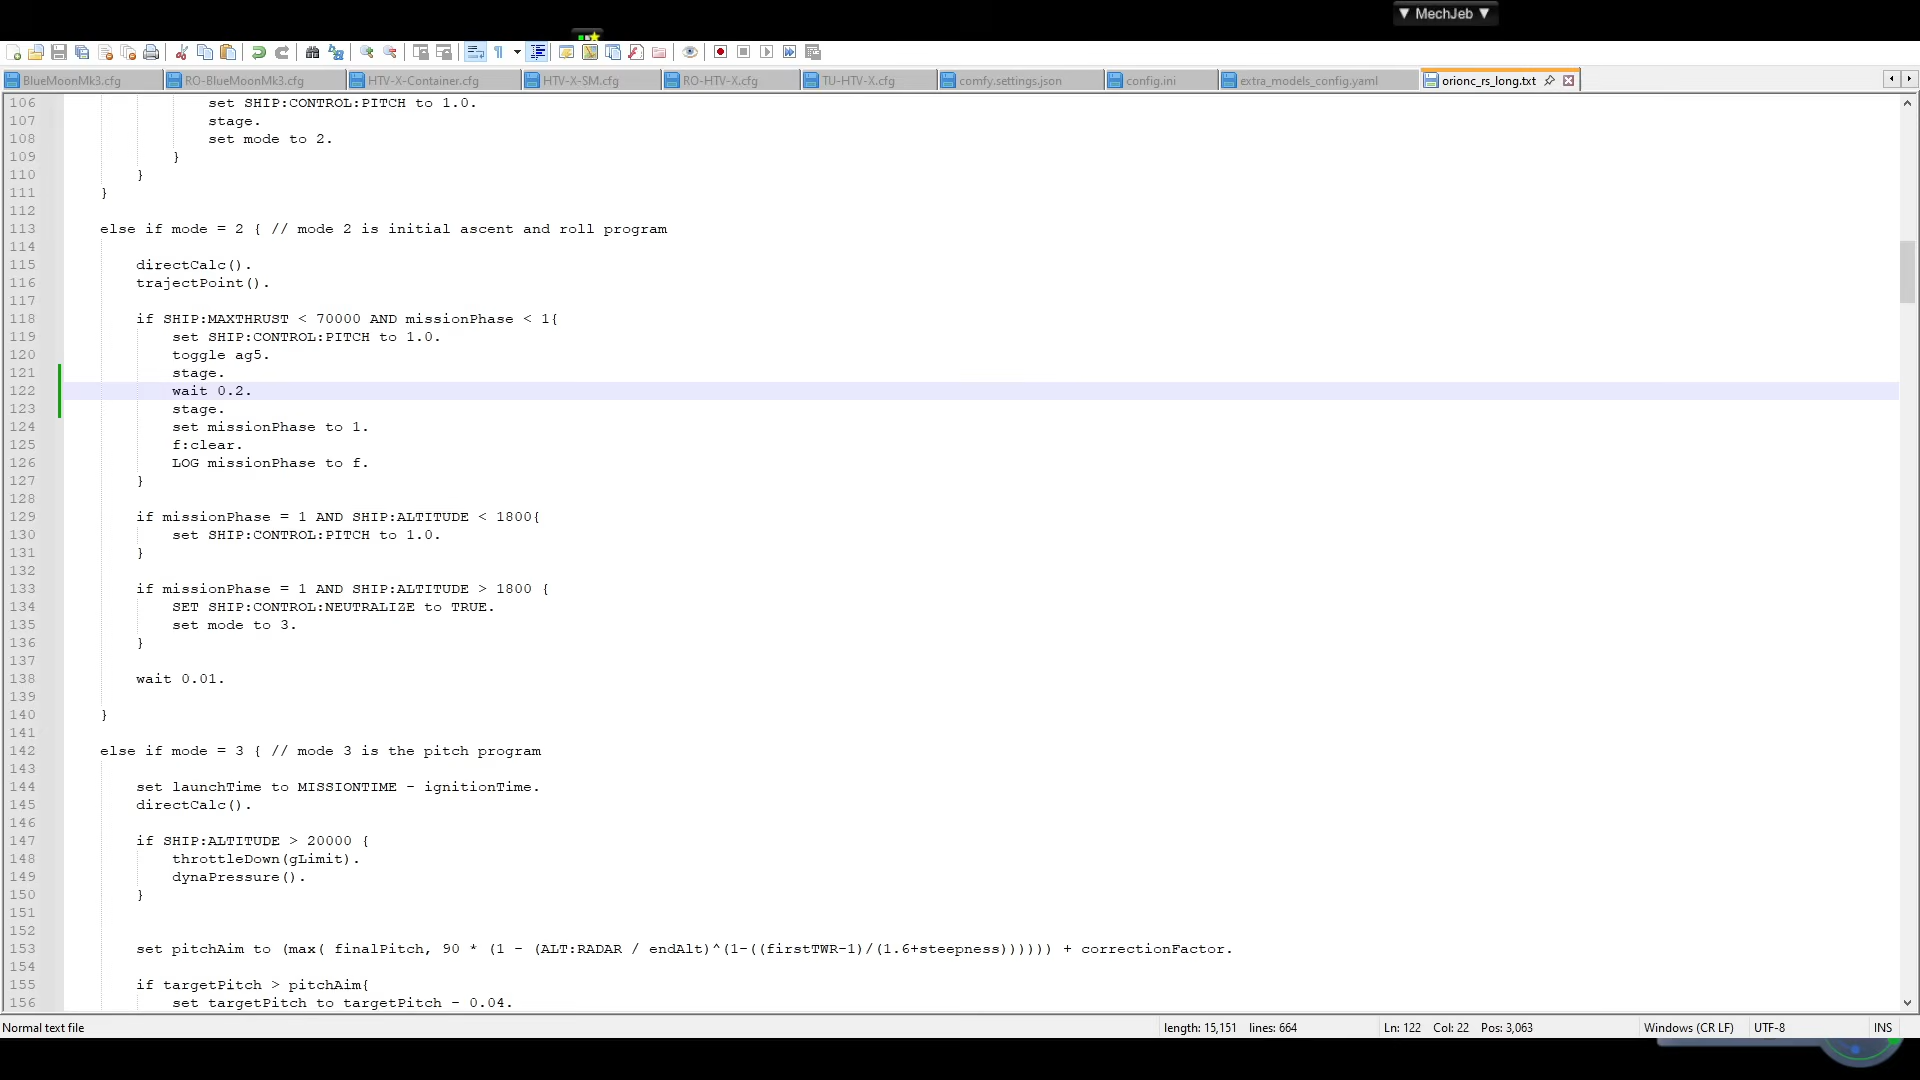 ▼ MechJeb ▼
BlueMoonMk3.cfg
RO-BlueMoonMk3.cfg
HTV-X-Container.cfg
HTV-X-SM.cfg
RO-HTV-X.cfg
TU-HTV-X.cfg
comfy.settings.json
config.ini
extra_models_config.yaml
orionc_rs_long.txt
106 set SHIP:CONTROL:PITCH to 1.0.
107 stage.
108 set mode to 2.
109 }
110 }
111 }
112
113 else if mode = 2 { // mode 2 is initial ascent and roll program
114
115 directCalc().
116 trajectPoint().
117
118 if SHIP:MAXTHRUST < 70000 AND missionPhase < 1{
119 set SHIP:CONTROL:PITCH to 1.0.
120 toggle ag5.
121 stage.
122 wait 0.2.
123 stage.
124 set missionPhase to 1.
125 f:clear.
126 LOG missionPhase to f.
127 }
128
129 if missionPhase = 1 AND SHIP:ALTITUDE < 1800{
130 set SHIP:CONTROL:PITCH to 1.0.
131 }
132
133 if missionPhase = 1 AND SHIP:ALTITUDE > 1800 {
134 SET SHIP:CONTROL:NEUTRALIZE to TRUE.
135 set mode to 3.
136 }
137
138 wait 0.01.
139
140 }
141
142 else if mode = 3 { // mode 3 is the pitch program
143
144 set launchTime to MISSIONTIME - ignitionTime.
145 directCalc().
146
147 if SHIP:ALTITUDE > 20000 {
148 throttleDown(gLimit).
149 dynaPressure().
150 }
151
152
153 set pitchAim to (max( finalPitch, 90 * (1 - (ALT:RADAR / endAlt)^(1-((firstTWR-1)/(1.6+steepness)))))) + correctionFactor.
154
155 if targetPitch > pitchAim{
156 set targetPitch to targetPitch - 0.04.
Normal text file
length: 15,151 lines: 664
Ln: 122 Col: 22 Pos: 3,063
Windows (CR LF)
UTF-8
INS